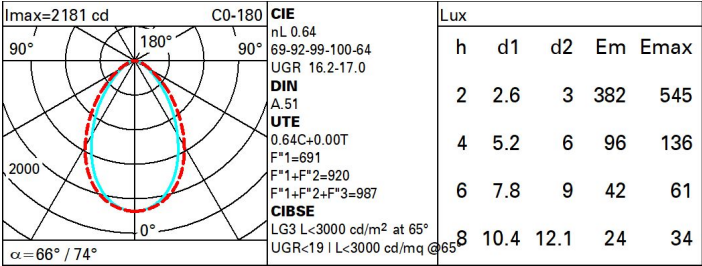 Imax=2181 cd C0-180
90° 180° 90°
2000
0°
α=66° / 74°
CIE
nL 0.64
69-92-99-100-64
UGR 16.2-17.0
DIN
A.51
UTE
0.64C+0.00T
F"1=691
F"1+F"2=920
F"1+F"2+F"3=987
CIBSE
LG3 L<3000 cd/m² at 65°
UGR<19 | L<3000 cd/mq @65°
Lux
h d1 d2 Em Emax
2 2.6 3 382 545
4 5.2 6 96 136
6 7.8 9 42 61
8 10.4 12.1 24 34